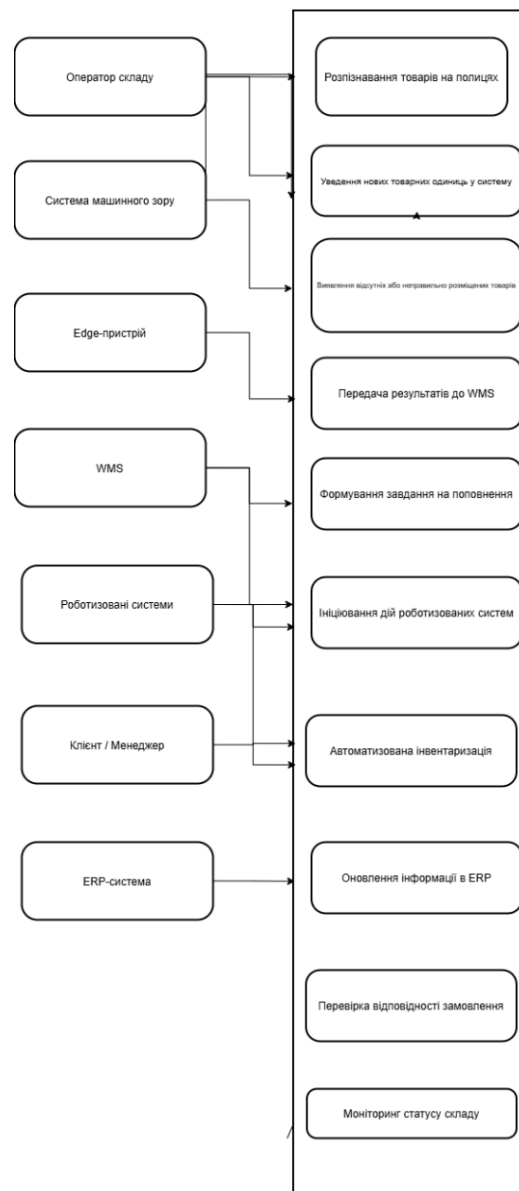 Оператор складу
Розпізнавання товарів на полицях
Система машинного зору
Уведення нових товарних одиниць у систему
Виявлення відсутніх або неправильно розміщених товарів
Edge-пристрій
Передача результатів до WMS
WMS
Формування завдання на поповнення
Роботизовані системи
Ініціювання дій роботизованих систем
Клієнт / Менеджер
Автоматизована інвентаризація
ERP-система
Оновлення інформації в ERP
Перевірка відповідності замовлення
Моніторинг статусу складу